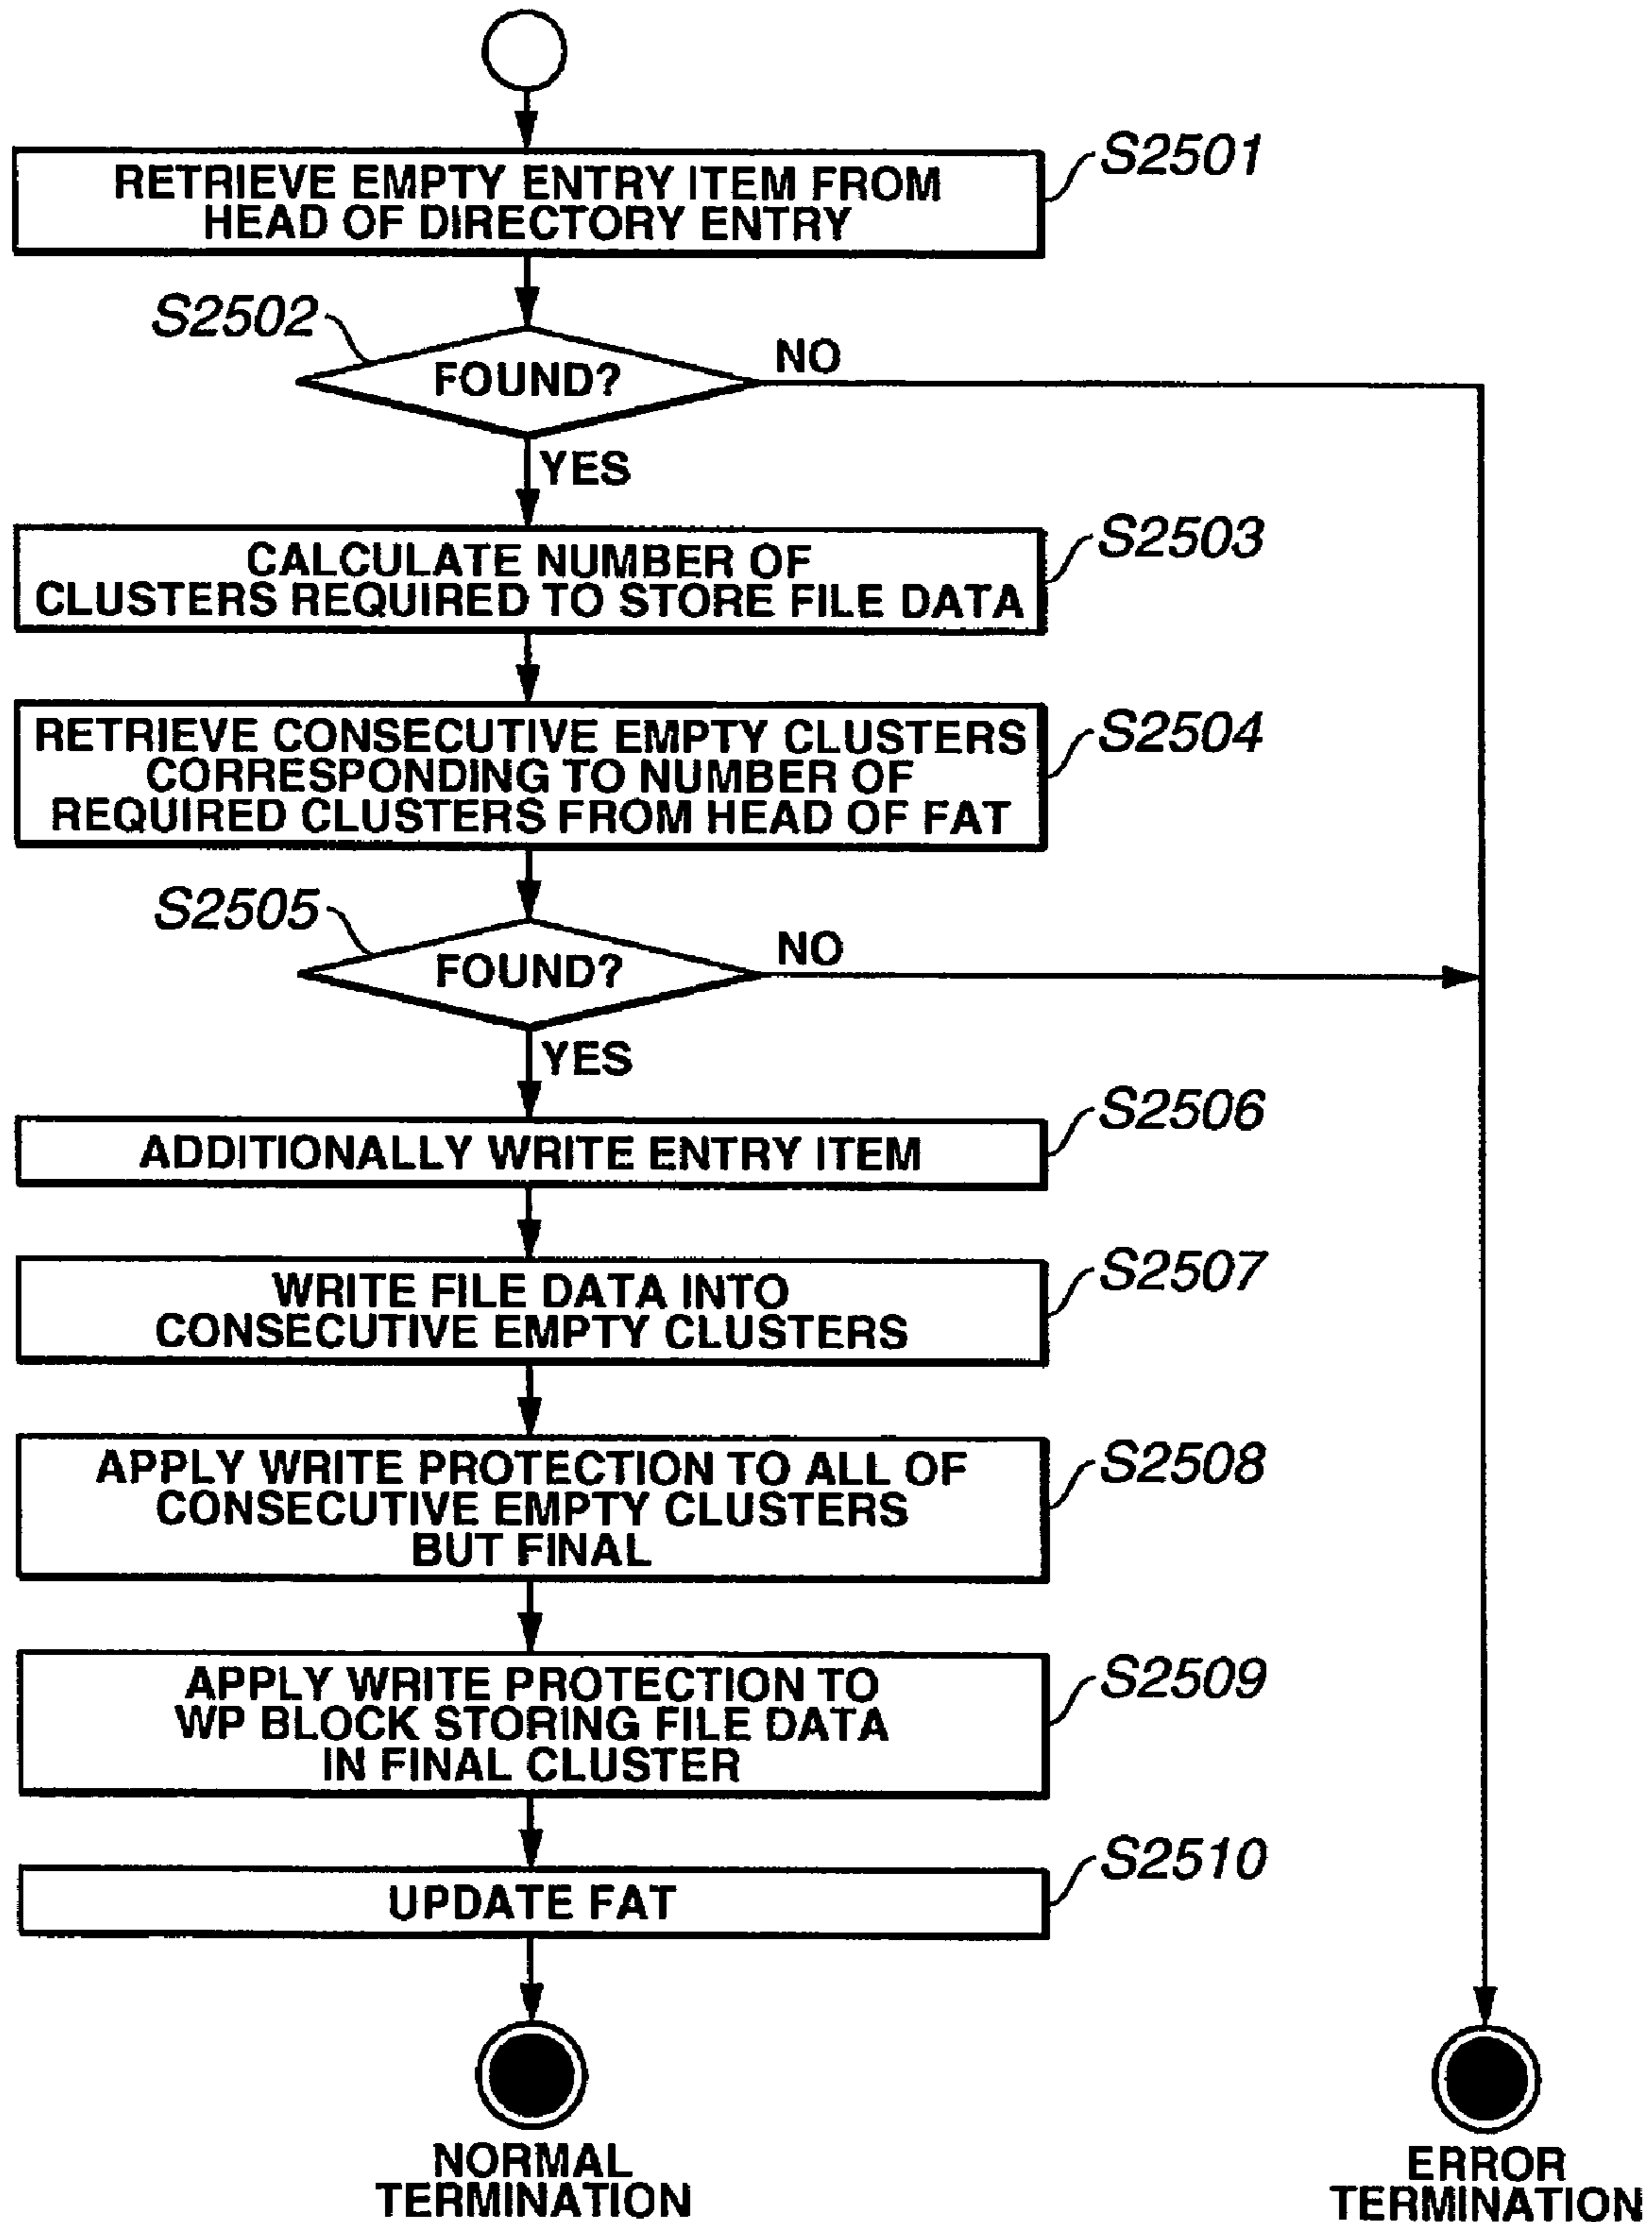 S2501
RETRIEVE EMPTY ENTRY ITEM FROM
HEAD OF DIRECTORY ENTRY
S2502
FOUND?
NO
YES
S2503
CALCULATE NUMBER OF
CLUSTERS REQUIRED TO STORE FILE DATA
S2504
RETRIEVE CONSECUTIVE EMPTY CLUSTERS
CORRESPONDING TO NUMBER OF
REQUIRED CLUSTERS FROM HEAD OF FAT
S2505
FOUND?
NO
YES
S2506
ADDITIONALLY WRITE ENTRY ITEM
S2507
WRITE FILE DATA INTO
CONSECUTIVE EMPTY CLUSTERS
S2508
APPLY WRITE PROTECTION TO ALL OF
CONSECUTIVE EMPTY CLUSTERS
BUT FINAL
S2509
APPLY WRITE PROTECTION TO
WP BLOCK STORING FILE DATA
IN FINAL CLUSTER
S2510
UPDATE FAT
NORMAL
TERMINATION
ERROR
TERMINATION